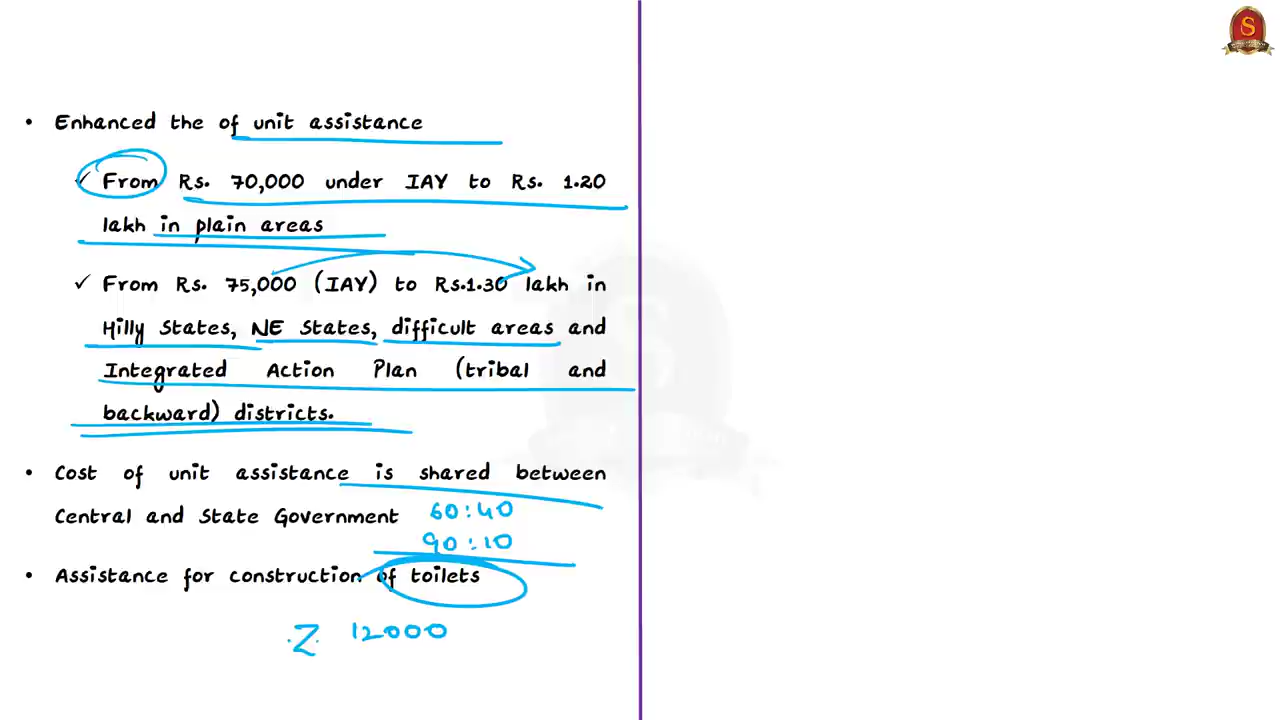 • Enhanced the of unit assistance
✓ From Rs. 70,000 under IAY to Rs. 1.20
lakh in plain areas
✓ From Rs. 75,000 (IAY) to Rs.1.30 lakh in
Hilly States, NE States, difficult areas and
Integrated Action Plan (tribal and
backward) districts.
• Cost of unit assistance is shared between
Central and State Government 60:40
90:10
• Assistance for construction of toilets
12000
S